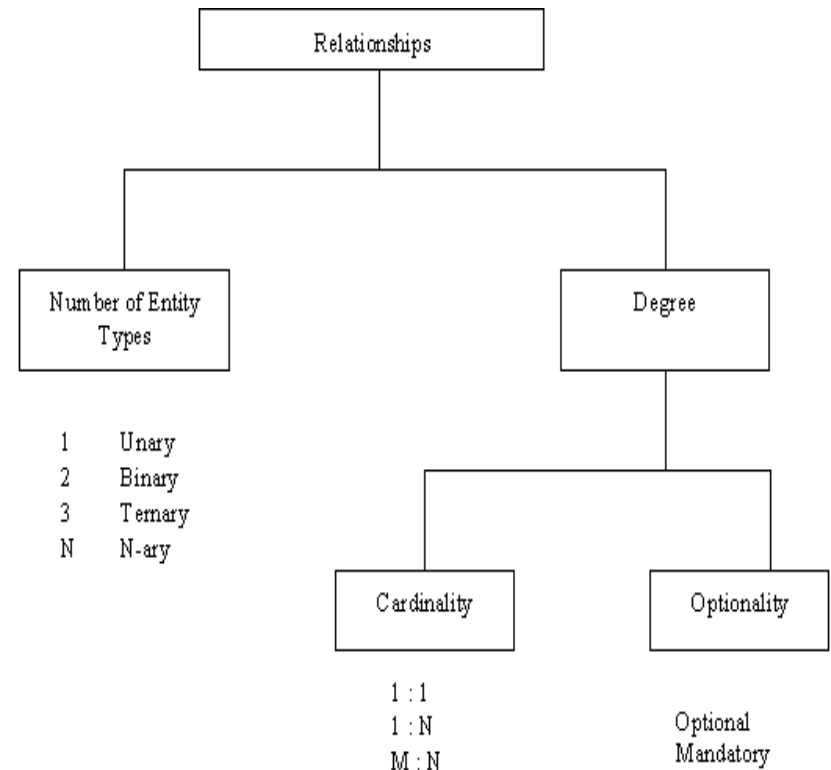 Relationships
Number of Entity
Types
Degree
1 Unary
2 Binary
3 Ternary
N N-ary
Cardinality
Optionality
1 : 1
1 : N
M : N
Optional
Mandatory